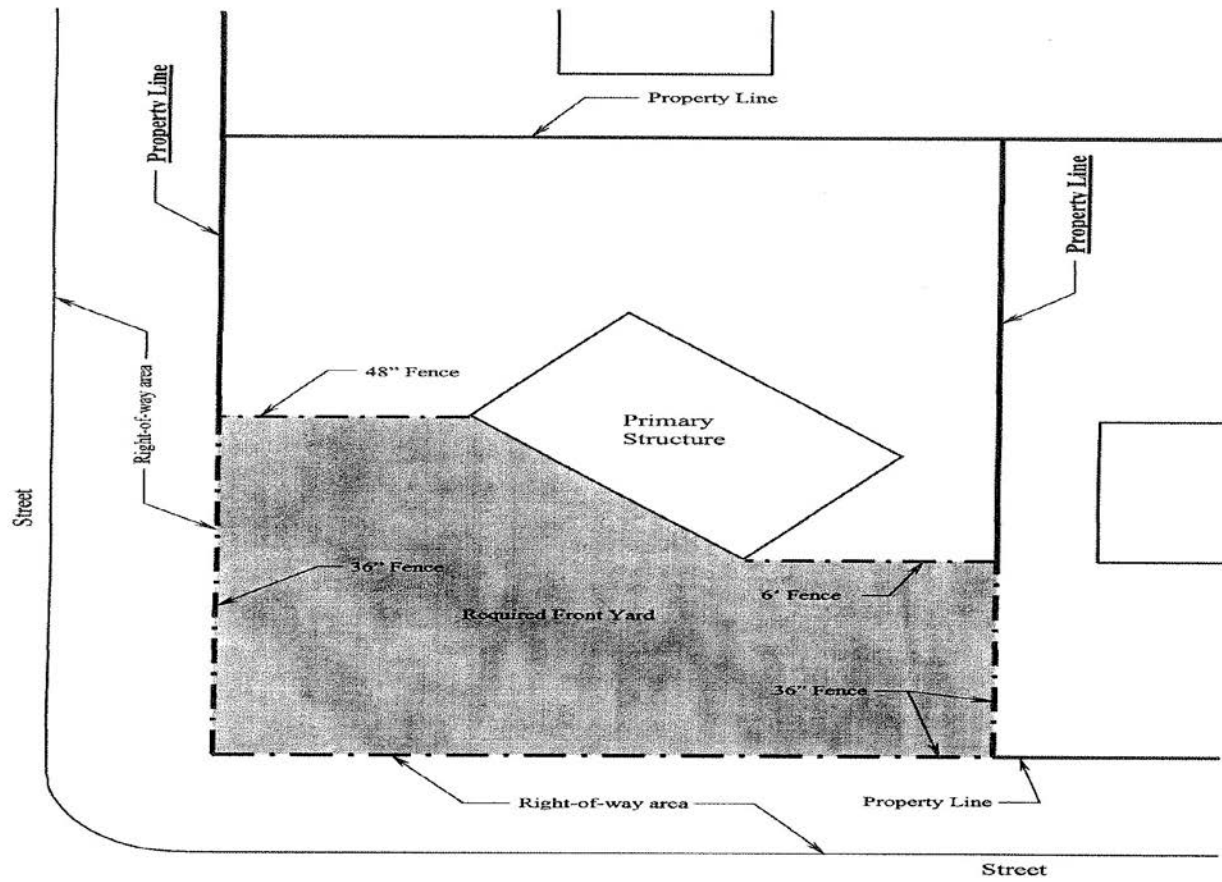 Property Line
Property Line
Property Line
48” Fence
Primary
Structure
Right-of-way area
Street
36” Fence
6’ Fence
Required Front Yard
36” Fence
Right-of-way area
Property Line
Street